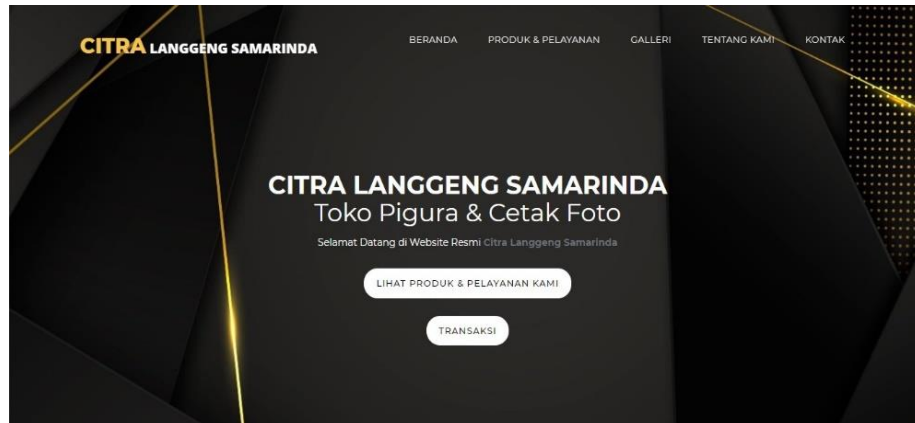 CITRA LANGGENG SAMARINDA
BERANDA PRODUK & PELAYANAN GALLERI TENTANG KAMI KONTAK
CITRA LANGGENG SAMARINDA
Toko Pigura & Cetak Foto
Selamat Datang di Website Resmi Citra Langgeng Samarinda
LIHAT PRODUK & PELAYANAN KAMI
TRANSAKSI